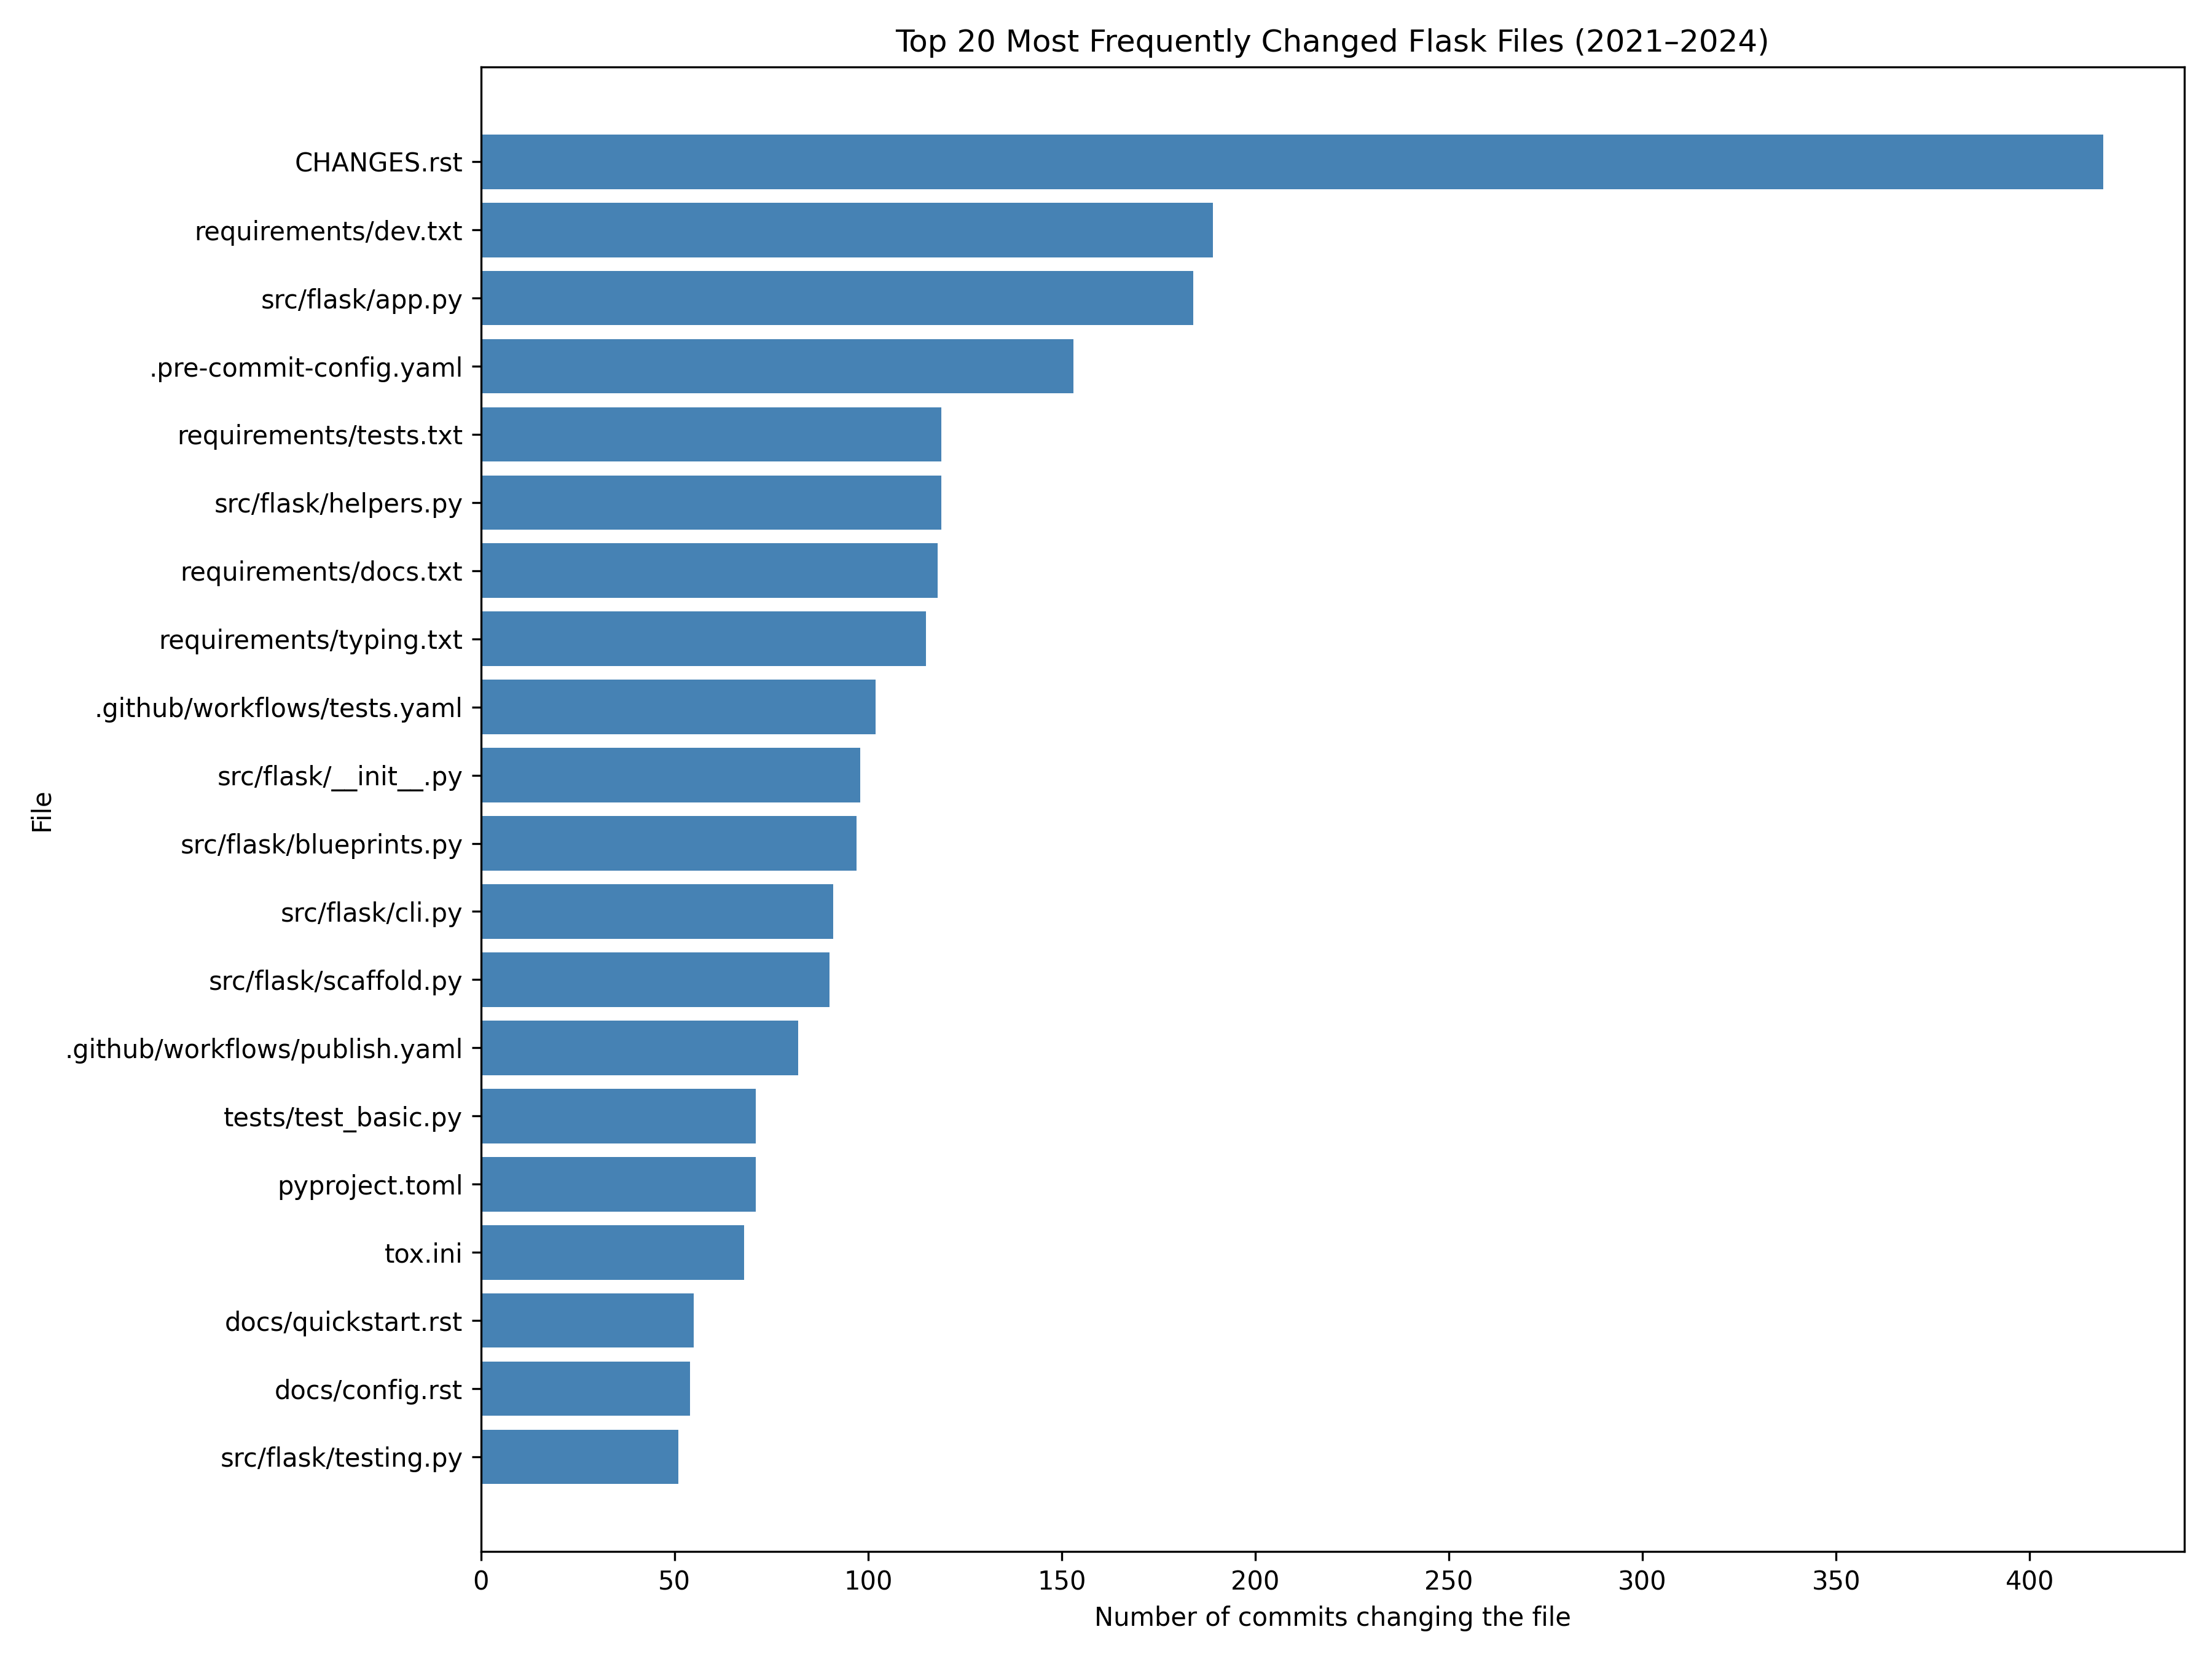 Top 20 Most Frequently Changed Flask Files (2021–2024)
CHANGES.rst
requirements/dev.txt
src/flask/app.py
.pre-commit-config.yaml
requirements/tests.txt
src/flask/helpers.py
requirements/docs.txt
requirements/typing.txt
.github/workflows/tests.yaml
src/flask/__init__.py
src/flask/blueprints.py
src/flask/cli.py
src/flask/scaffold.py
.github/workflows/publish.yaml
tests/test_basic.py
pyproject.toml
tox.ini
docs/quickstart.rst
docs/config.rst
src/flask/testing.py
File
0 50 100 150 200 250 300 350 400
Number of commits changing the file